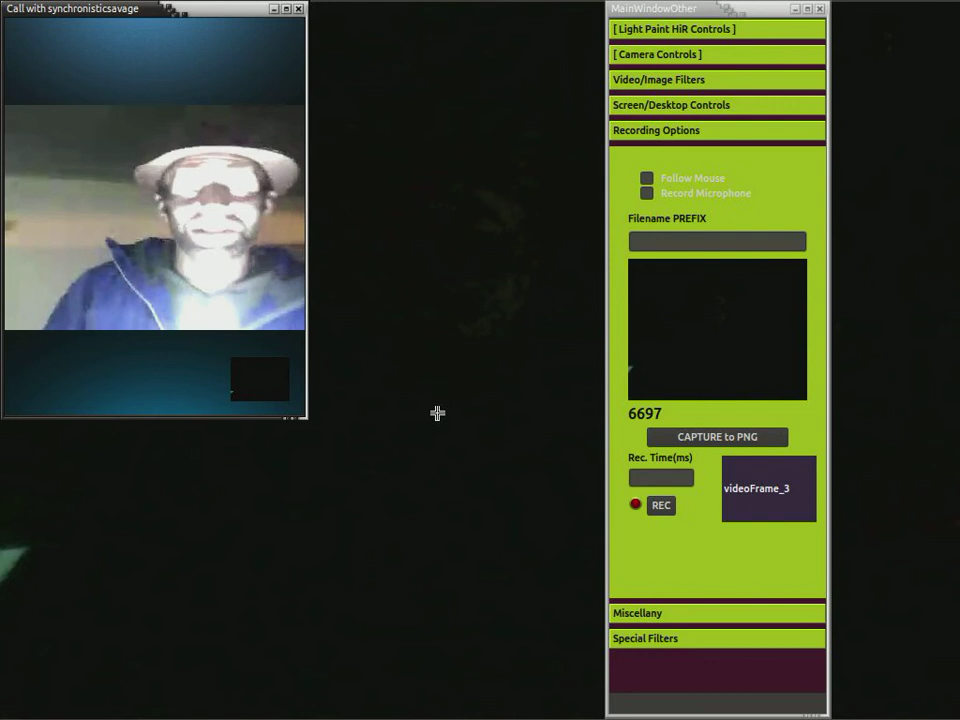 Call with synchronisticsavage
MainWindowOther
[ Light Paint HiR Controls ]
[ Camera Controls ]
Video/Image Filters
Screen/Desktop Controls
Recording Options
Follow Mouse
Record Microphone
Filename PREFIX
6697
CAPTURE to PNG
Rec. Time(ms)
videoFrame_3
REC
Miscellany
Special Filters